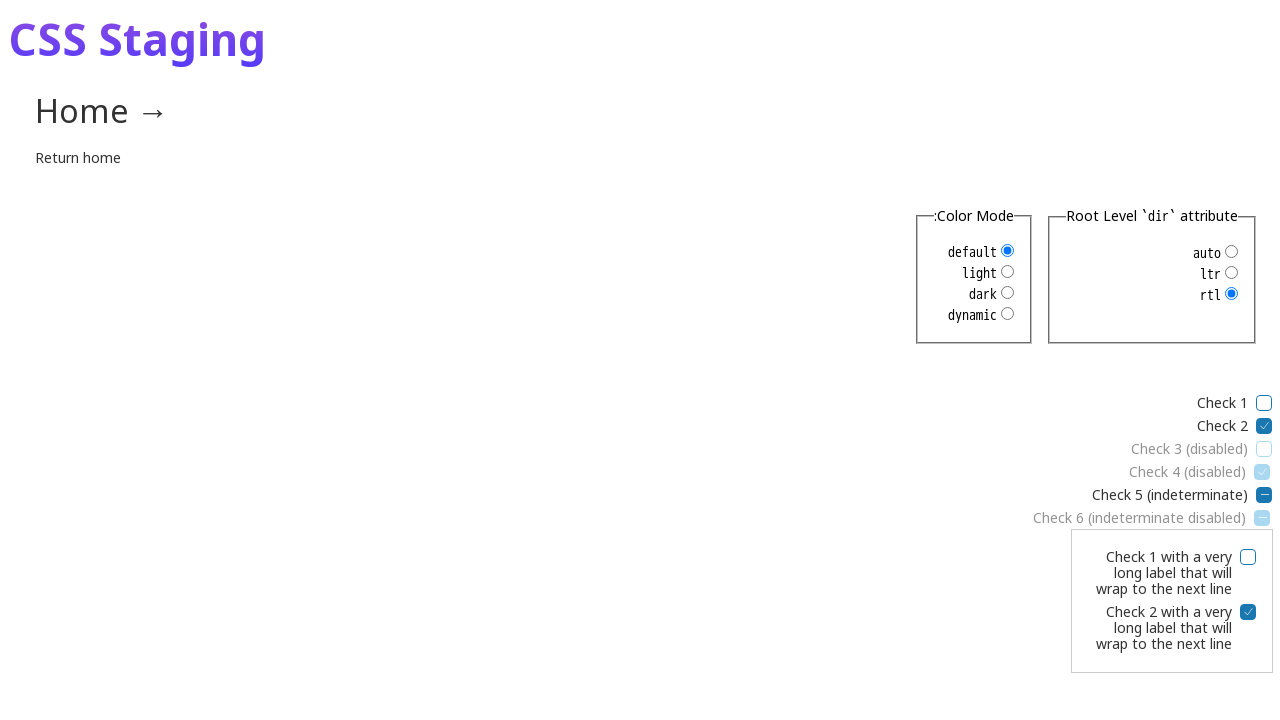 CSS Staging
Home →
Return home
:Color Mode
default
light
dark
dynamic
Root Level `dir` attribute
auto
ltr
rtl
Check 1
Check 2
Check 3 (disabled)
Check 4 (disabled)
Check 5 (indeterminate)
Check 6 (indeterminate disabled)
Check 1 with a very
long label that will
wrap to the next line
Check 2 with a very
long label that will
wrap to the next line